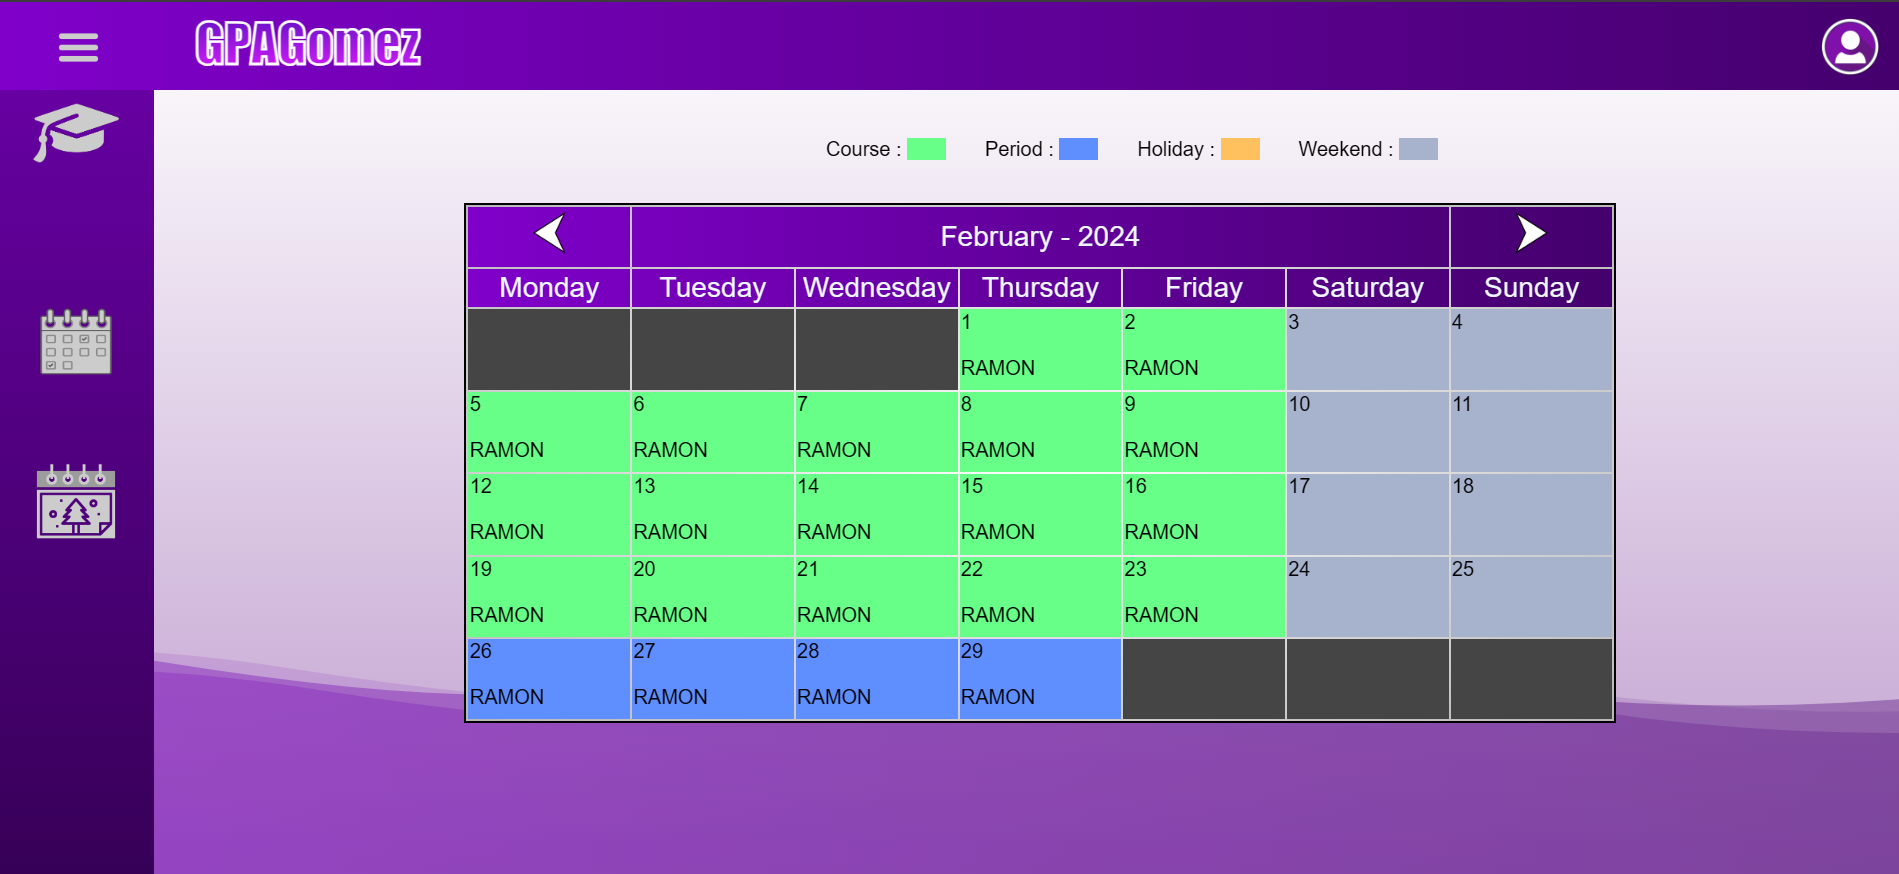 GPAGomez
Course : Period : Holiday : Weekend :
February - 2024
Monday Tuesday Wednesday Thursday Friday Saturday Sunday
1 2 3 4
RAMON RAMON
5 6 7 8 9 10 11
RAMON RAMON RAMON RAMON RAMON
12 13 14 15 16 17 18
RAMON RAMON RAMON RAMON RAMON
19 20 21 22 23 24 25
RAMON RAMON RAMON RAMON RAMON
26 27 28 29
RAMON RAMON RAMON RAMON